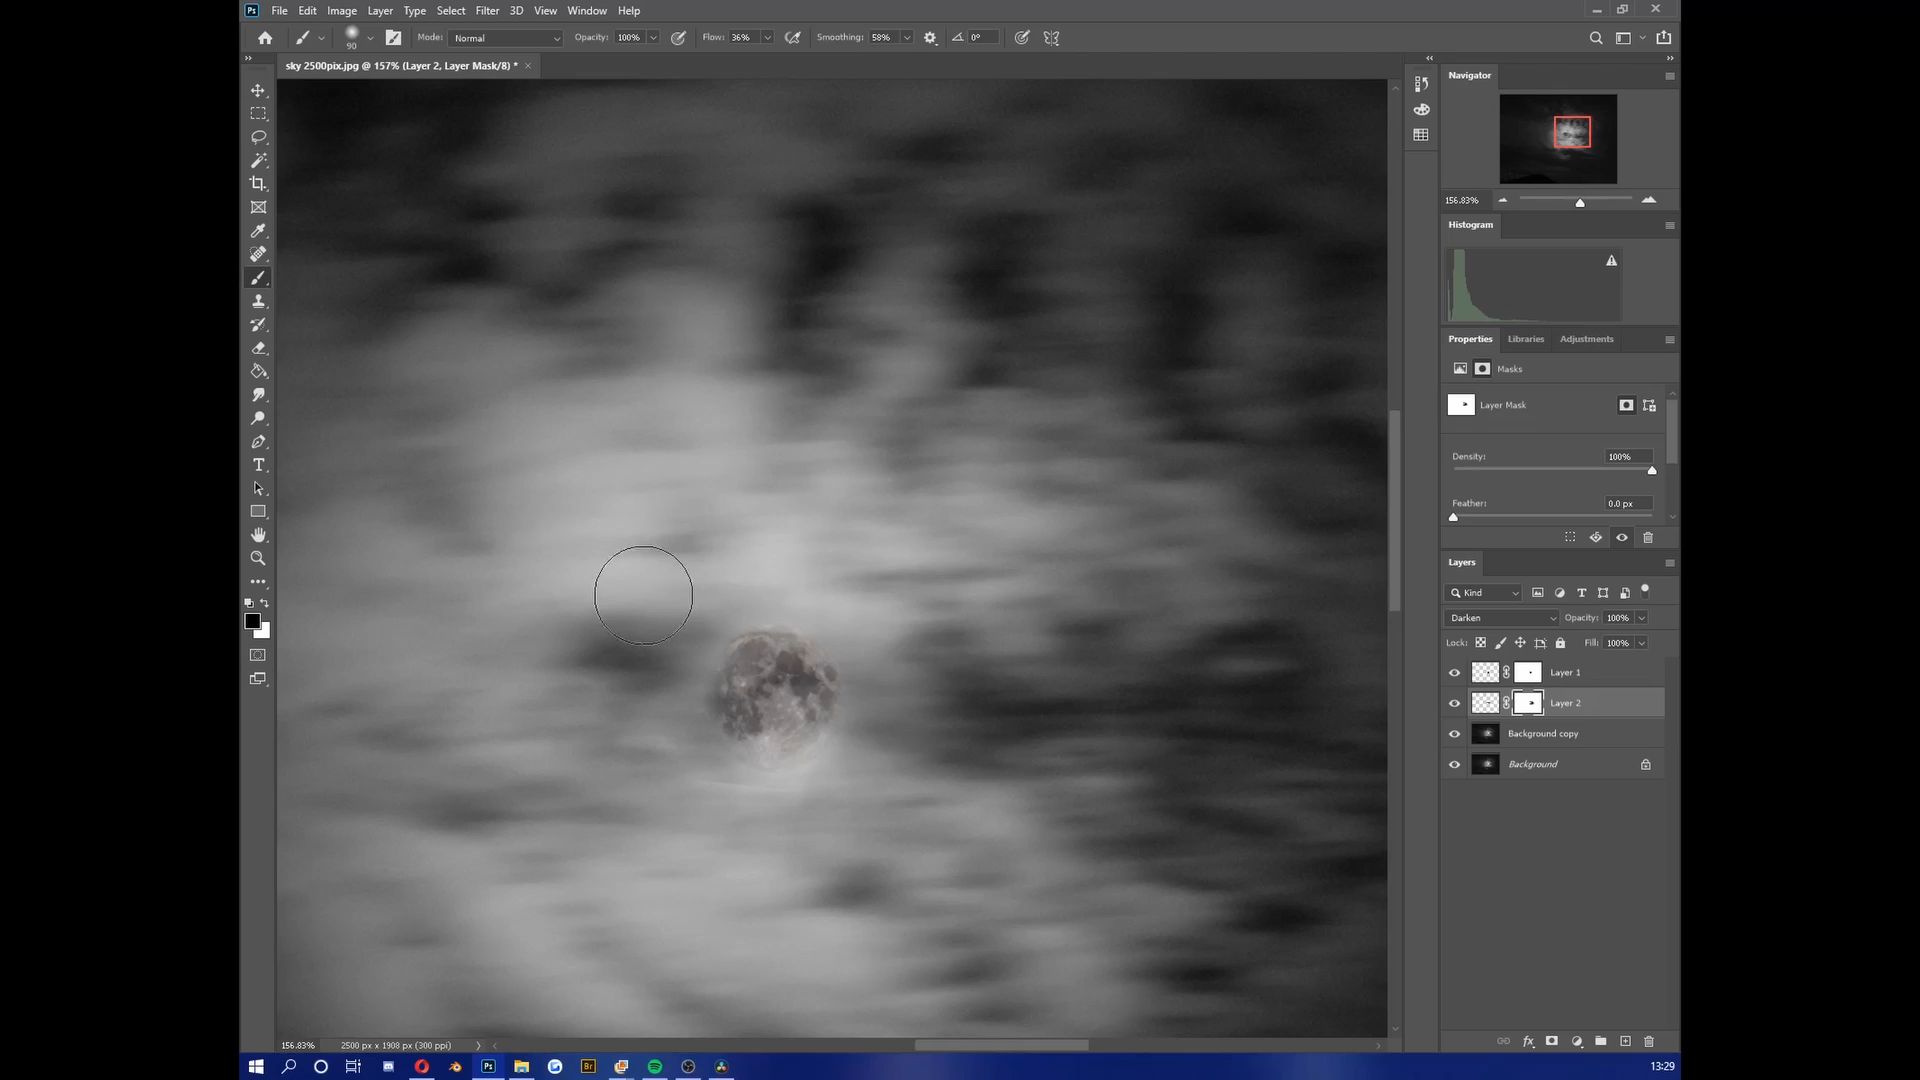 Ps File Edit Image Layer Type Select Filter 3D View Window Help
90 Mode: Normal Opacity: 100% Flow: 36% Smoothing: 58% 0°
sky 2500pix.jpg @ 157% (Layer 2, Layer Mask/8) *
Navigator
156.83%
Histogram
Properties Libraries Adjustments
Masks
Layer Mask
Density: 100%
Feather: 0.0 px
Layers
Kind
Darken Opacity: 100%
Lock: Fill: 100%
Layer 1
Layer 2
Background copy
Background
156.83% 2500 px x 1908 px (300 ppi)
Ps Br 13:29